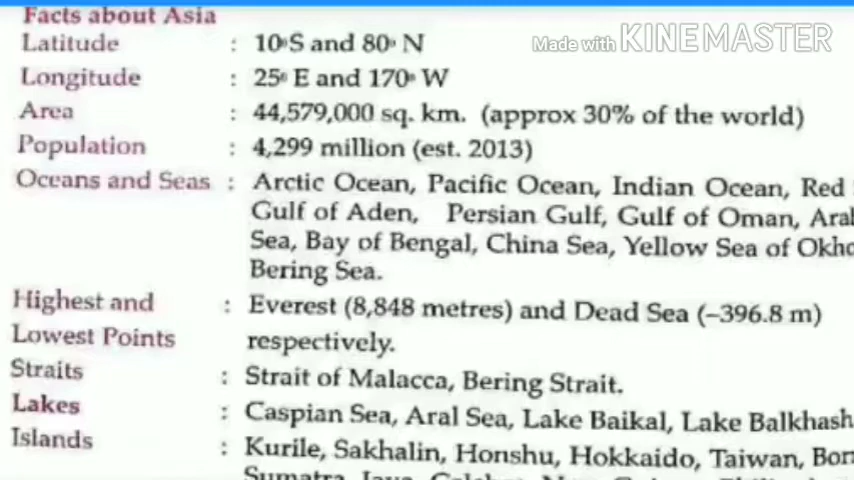 Facts about Asia
Made with KINEMASTER
Latitude : 10° S and 80° N
Longitude : 25° E and 170° W
Area : 44,579,000 sq. km. (approx 30% of the world)
Population : 4,299 million (est. 2013)
Oceans and Seas : Arctic Ocean, Pacific Ocean, Indian Ocean, Red
Gulf of Aden, Persian Gulf, Gulf of Oman, Aral
Sea, Bay of Bengal, China Sea, Yellow Sea of Okho
Bering Sea.
Highest and : Everest (8,848 metres) and Dead Sea (–396.8 m)
Lowest Points respectively.
Straits : Strait of Malacca, Bering Strait.
Lakes : Caspian Sea, Aral Sea, Lake Baikal, Lake Balkhash
Islands : Kurile, Sakhalin, Honshu, Hokkaido, Taiwan, Born